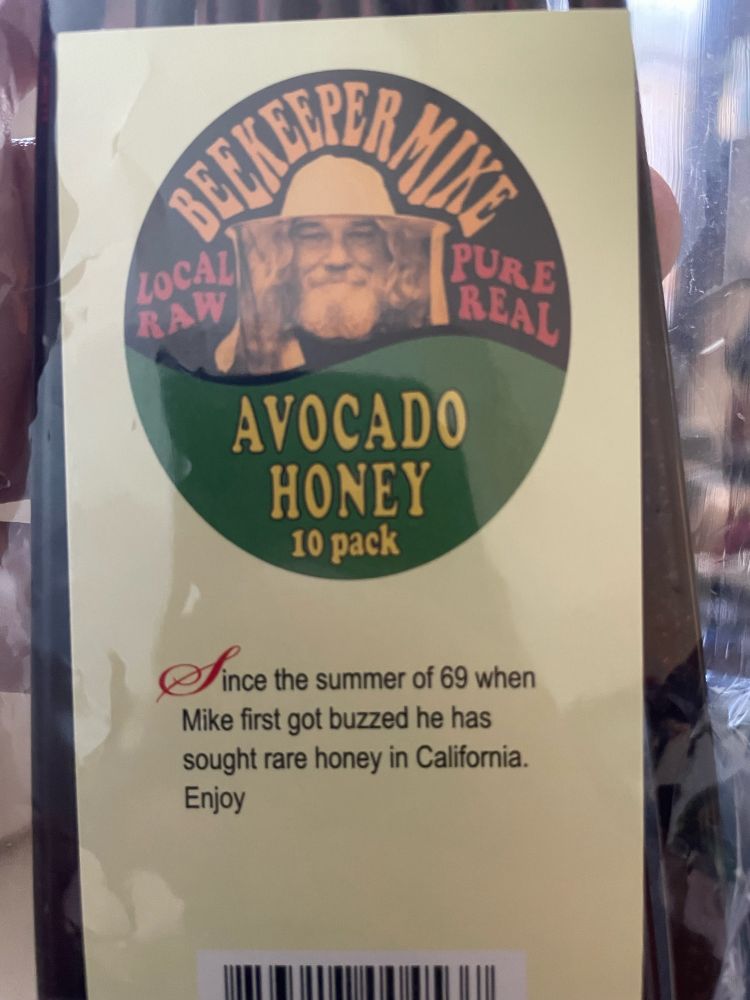 BEEKEEPER MIKE
LOCAL
RAW
PURE
REAL
AVOCADO
HONEY
10 pack
Since the summer of 69 when
Mike first got buzzed he has
sought rare honey in California.
Enjoy